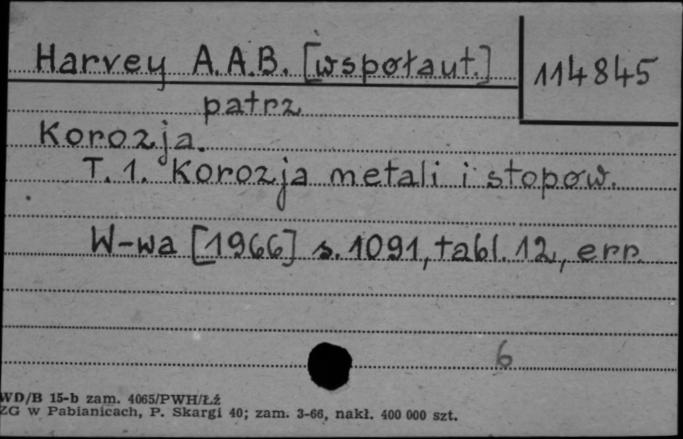 Harvey A.A.B. [współaut.] 114845
patrz
Korozja.
T. 1. Korozja metali i stopów.
W-wa [1966] s. 1091, tabl. 12, err.
6
WD/B 15-b zam. 4065/PWH/Łż
ZG w Pabianicach, P. Skargi 40; zam. 3-66, nakł. 400 000 szt.